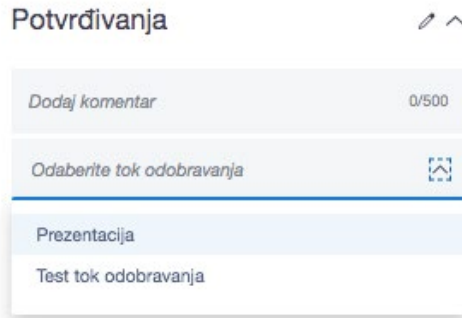 Potvrđivanja
Dodaj komentar 0/500
Odaberite tok odobravanja
Prezentacija
Test tok odobravanja